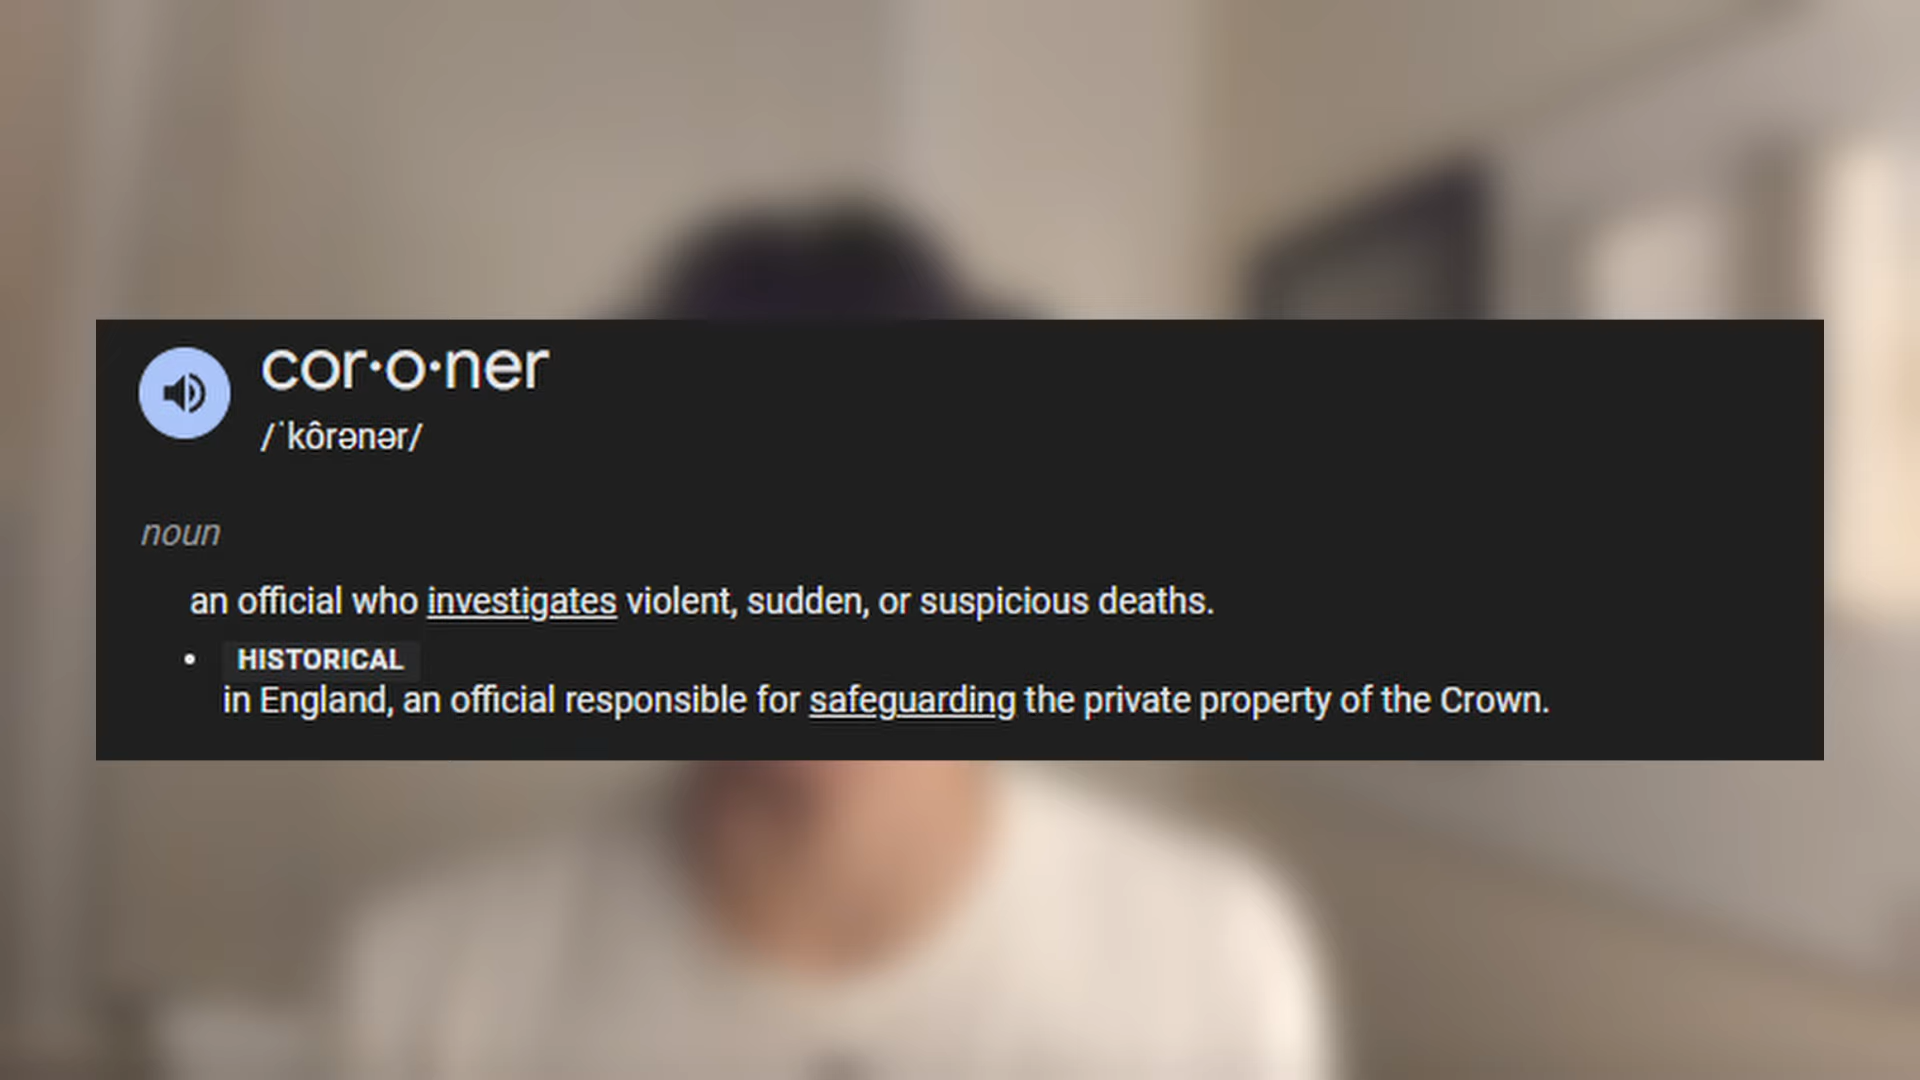 cor·o·ner
/ˈkôrənər/
noun
an official who investigates violent, sudden, or suspicious deaths.
• HISTORICAL
in England, an official responsible for safeguarding the private property of the Crown.